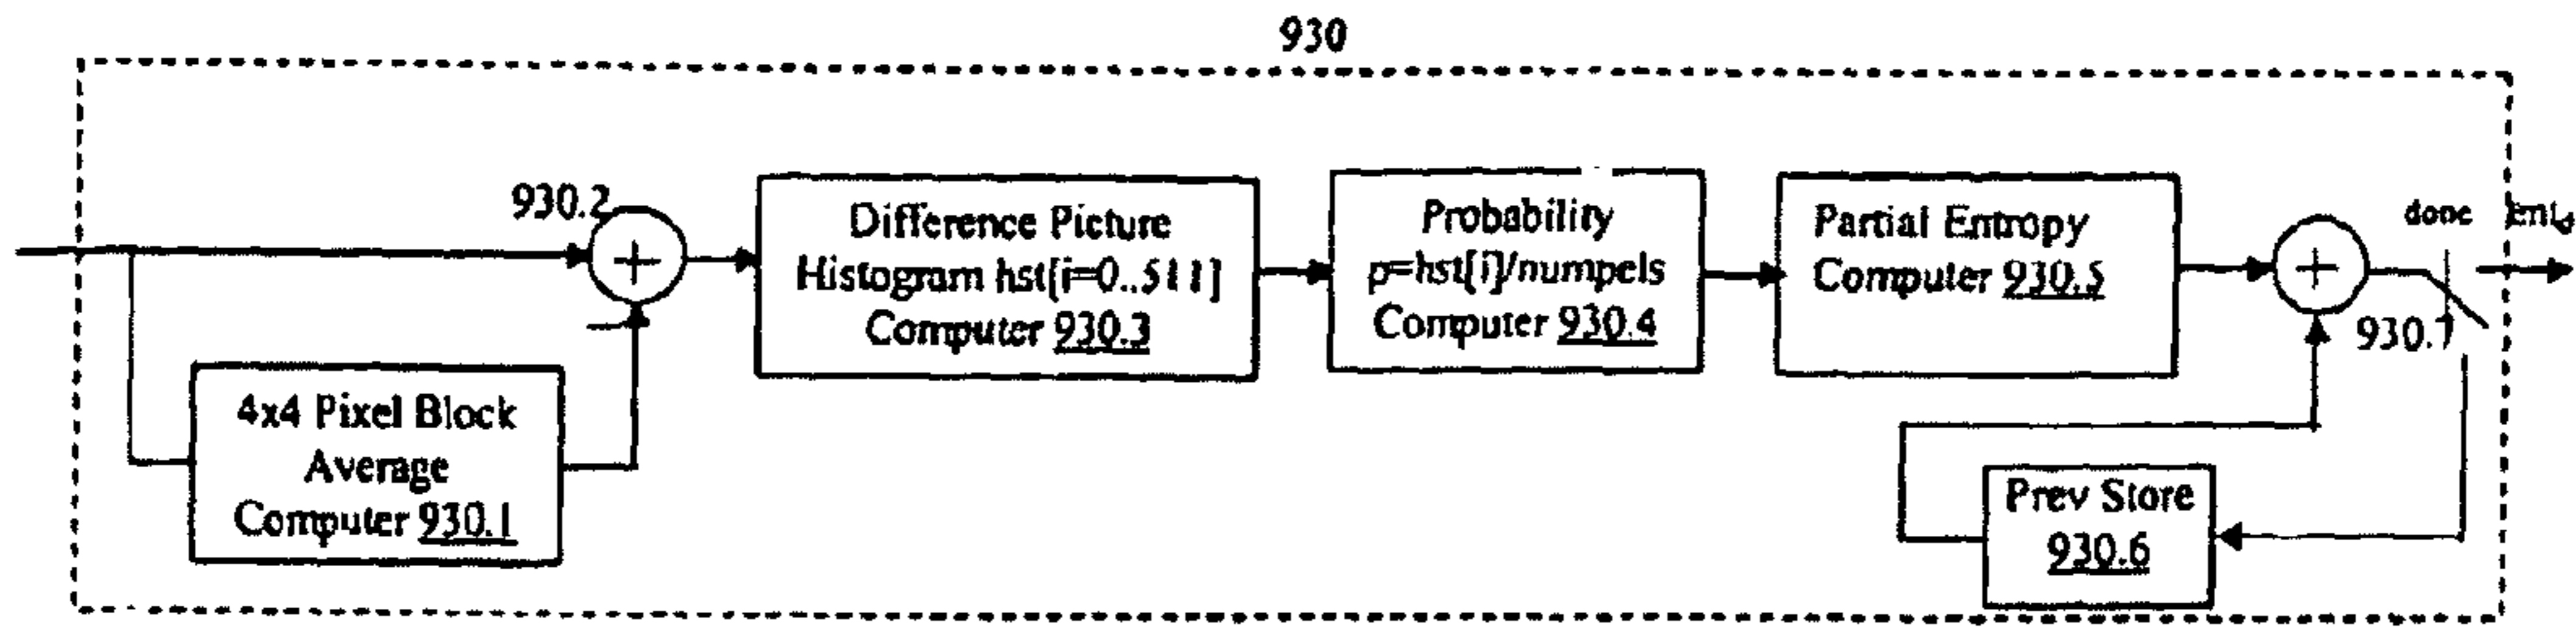 930
930.2
Difference Picture
Histogram hst[i=0..511]
Computer 930.3
Probability
p=hst[i]/numpels
Computer 930.4
Partial Entropy
Computer 930.5
done
ent_d
930.7
4x4 Pixel Block
Average
Computer 930.1
Prev Store
930.6